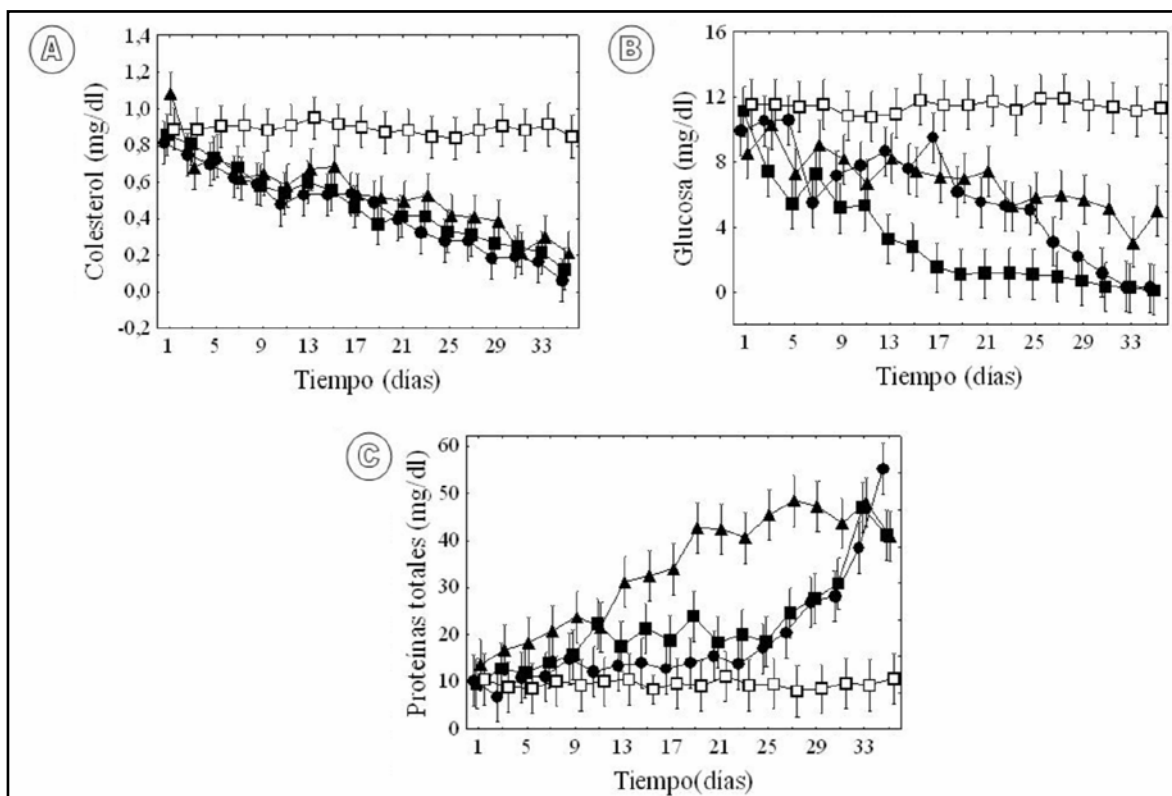 A
Colesterol (mg/dl)
1,4
1,2
1,0
0,8
0,6
0,4
0,2
0,0
-0,2
1 5 9 13 17 21 25 29 33
Tiempo (días)
B
Glucosa (mg/dl)
16
12
8
4
0
1 5 9 13 17 21 25 29 33
Tiempo (días)
C
Proteínas totales (mg/dl)
60
50
40
30
20
10
0
1 5 9 13 17 21 25 29 33
Tiempo(días)